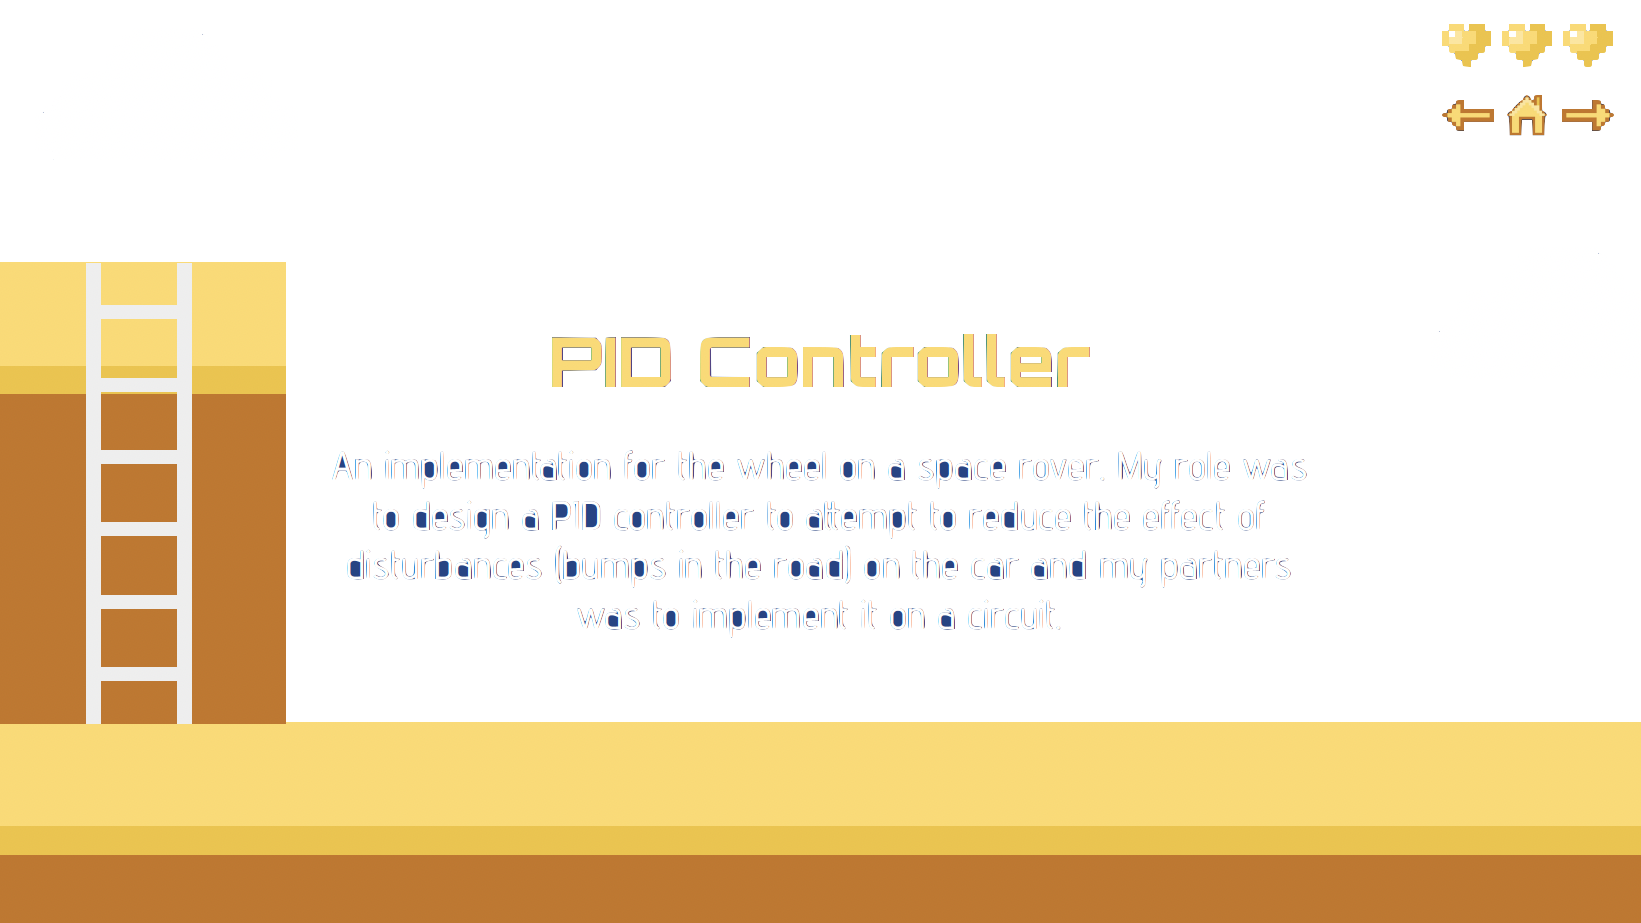 PID Controller
An implementation for the wheel on a space rover. My role was
to design a PID controller to attempt to reduce the effect of
disturbances (bumps in the road) on the car and my partners
was to implement it on a circuit.